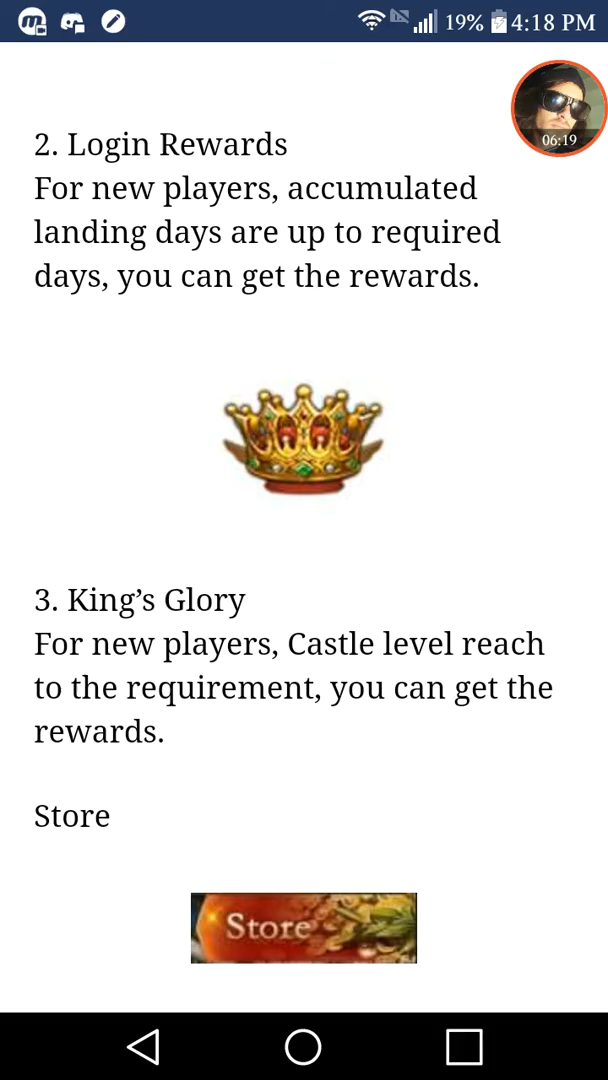 19% 4:18 PM
06:19
2. Login Rewards
For new players, accumulated
landing days are up to required
days, you can get the rewards.
3. King’s Glory
For new players, Castle level reach
to the requirement, you can get the
rewards.
Store
Store